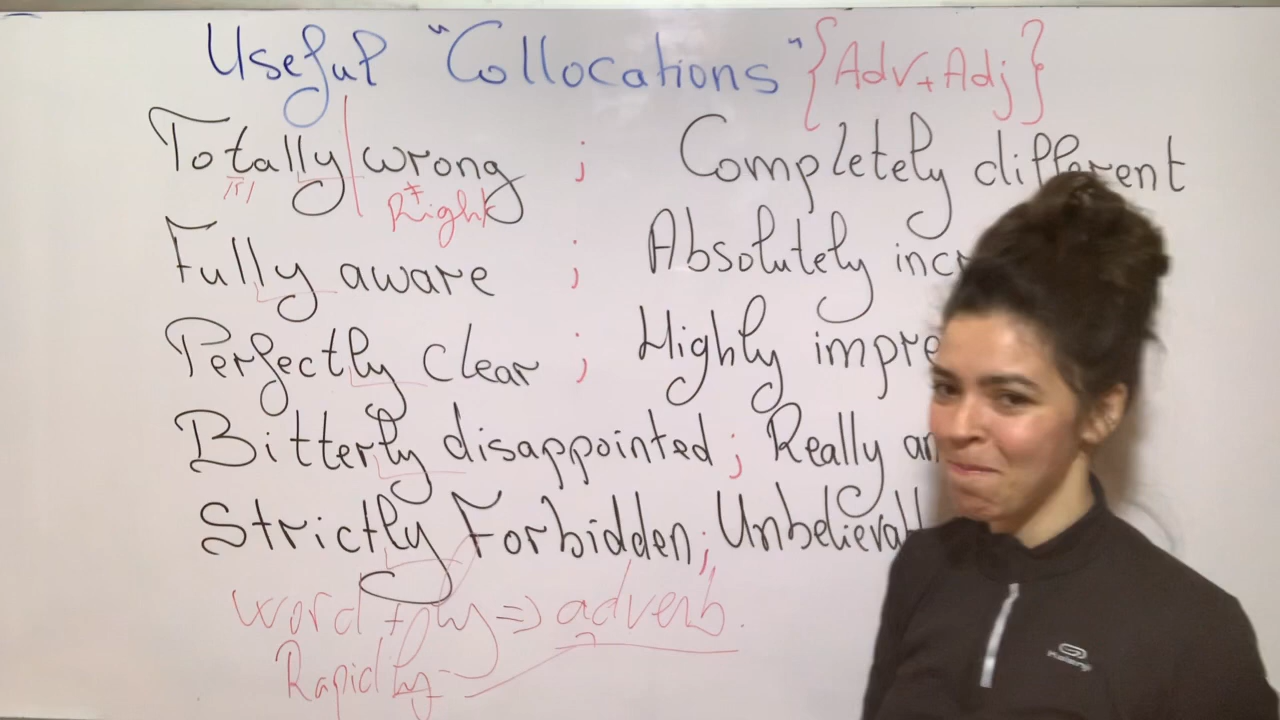 Useful "Collocations" {Adv+Adj}
Totally wrong ; Completely different
≠ Right
Fully aware ; Absolutely
Perfectly clear ; Highly
Bitterly disappointed ; Really
Strictly Forbidden ;
word + ly => adverb.
Rapidly
Kalenji